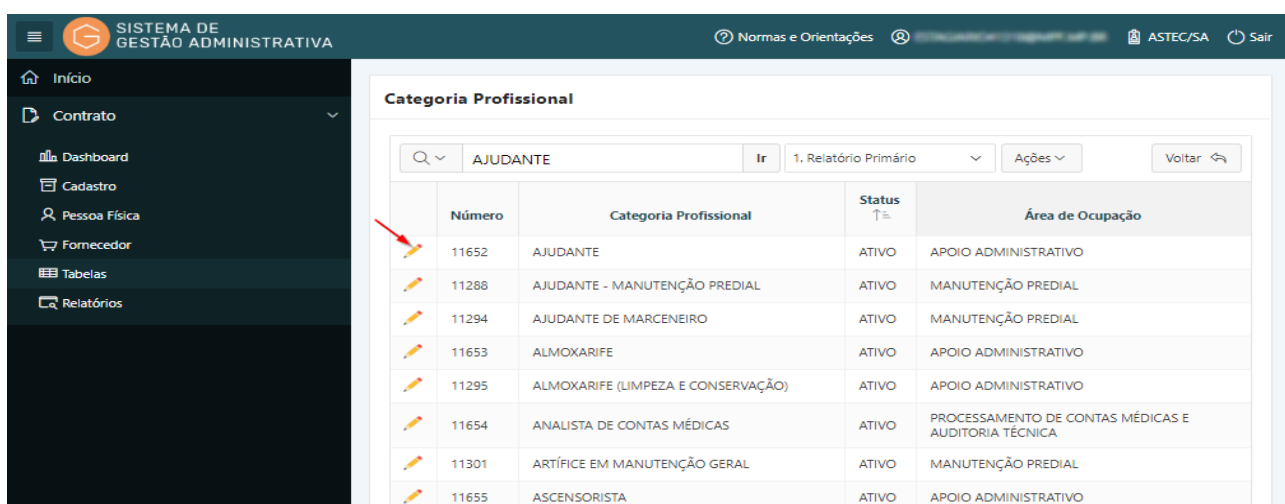 SISTEMA DE
GESTÃO ADMINISTRATIVA
Normas e Orientações
ASTEC/SA
Sair
Início
Contrato
Dashboard
Cadastro
Pessoa Física
Fornecedor
Tabelas
Relatórios
Categoria Profissional
AJUDANTE
Ir
1. Relatório Primário
Ações
Voltar
Número Categoria Profissional Status Área de Ocupação
11652 AJUDANTE ATIVO APOIO ADMINISTRATIVO
11288 AJUDANTE - MANUTENÇÃO PREDIAL ATIVO MANUTENÇÃO PREDIAL
11294 AJUDANTE DE MARCENEIRO ATIVO MANUTENÇÃO PREDIAL
11653 ALMOXARIFE ATIVO APOIO ADMINISTRATIVO
11295 ALMOXARIFE (LIMPEZA E CONSERVAÇÃO) ATIVO APOIO ADMINISTRATIVO
11654 ANALISTA DE CONTAS MÉDICAS ATIVO PROCESSAMENTO DE CONTAS MÉDICAS E
AUDITORIA TÉCNICA
11301 ARTÍFICE EM MANUTENÇÃO GERAL ATIVO MANUTENÇÃO PREDIAL
11655 ASCENSORISTA ATIVO APOIO ADMINISTRATIVO